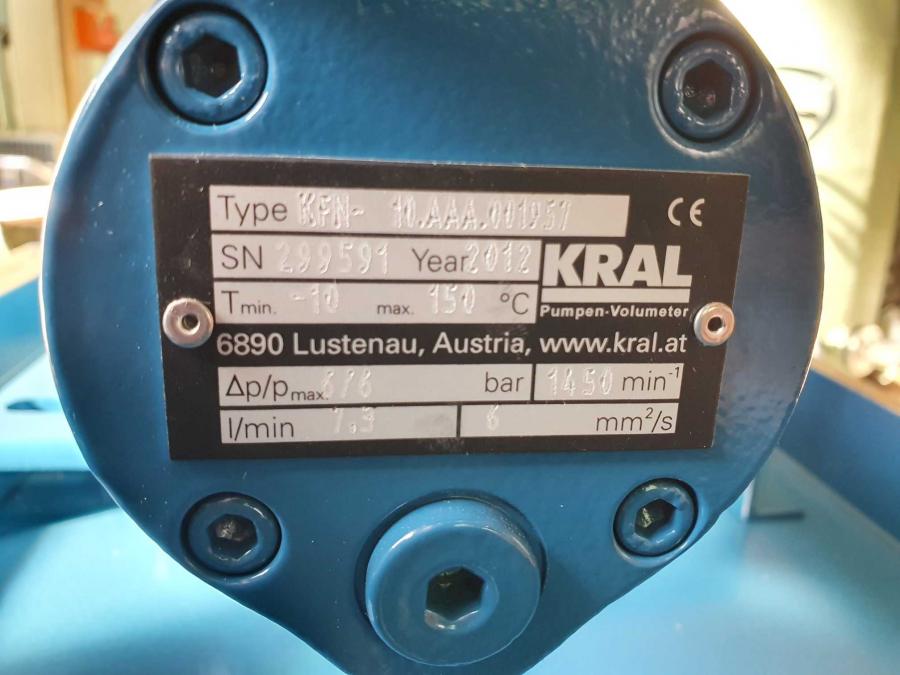 Type KFN- 10.AAA.001957 CE
SN 299591 Year 2012 KRAL
Tmin. -10 max. 150 °C Pumpen-Volumeter
6890 Lustenau, Austria, www.kral.at
Δp/pmax. 6/6 bar 1450 min⁻¹
l/min 7,3 6 mm²/s